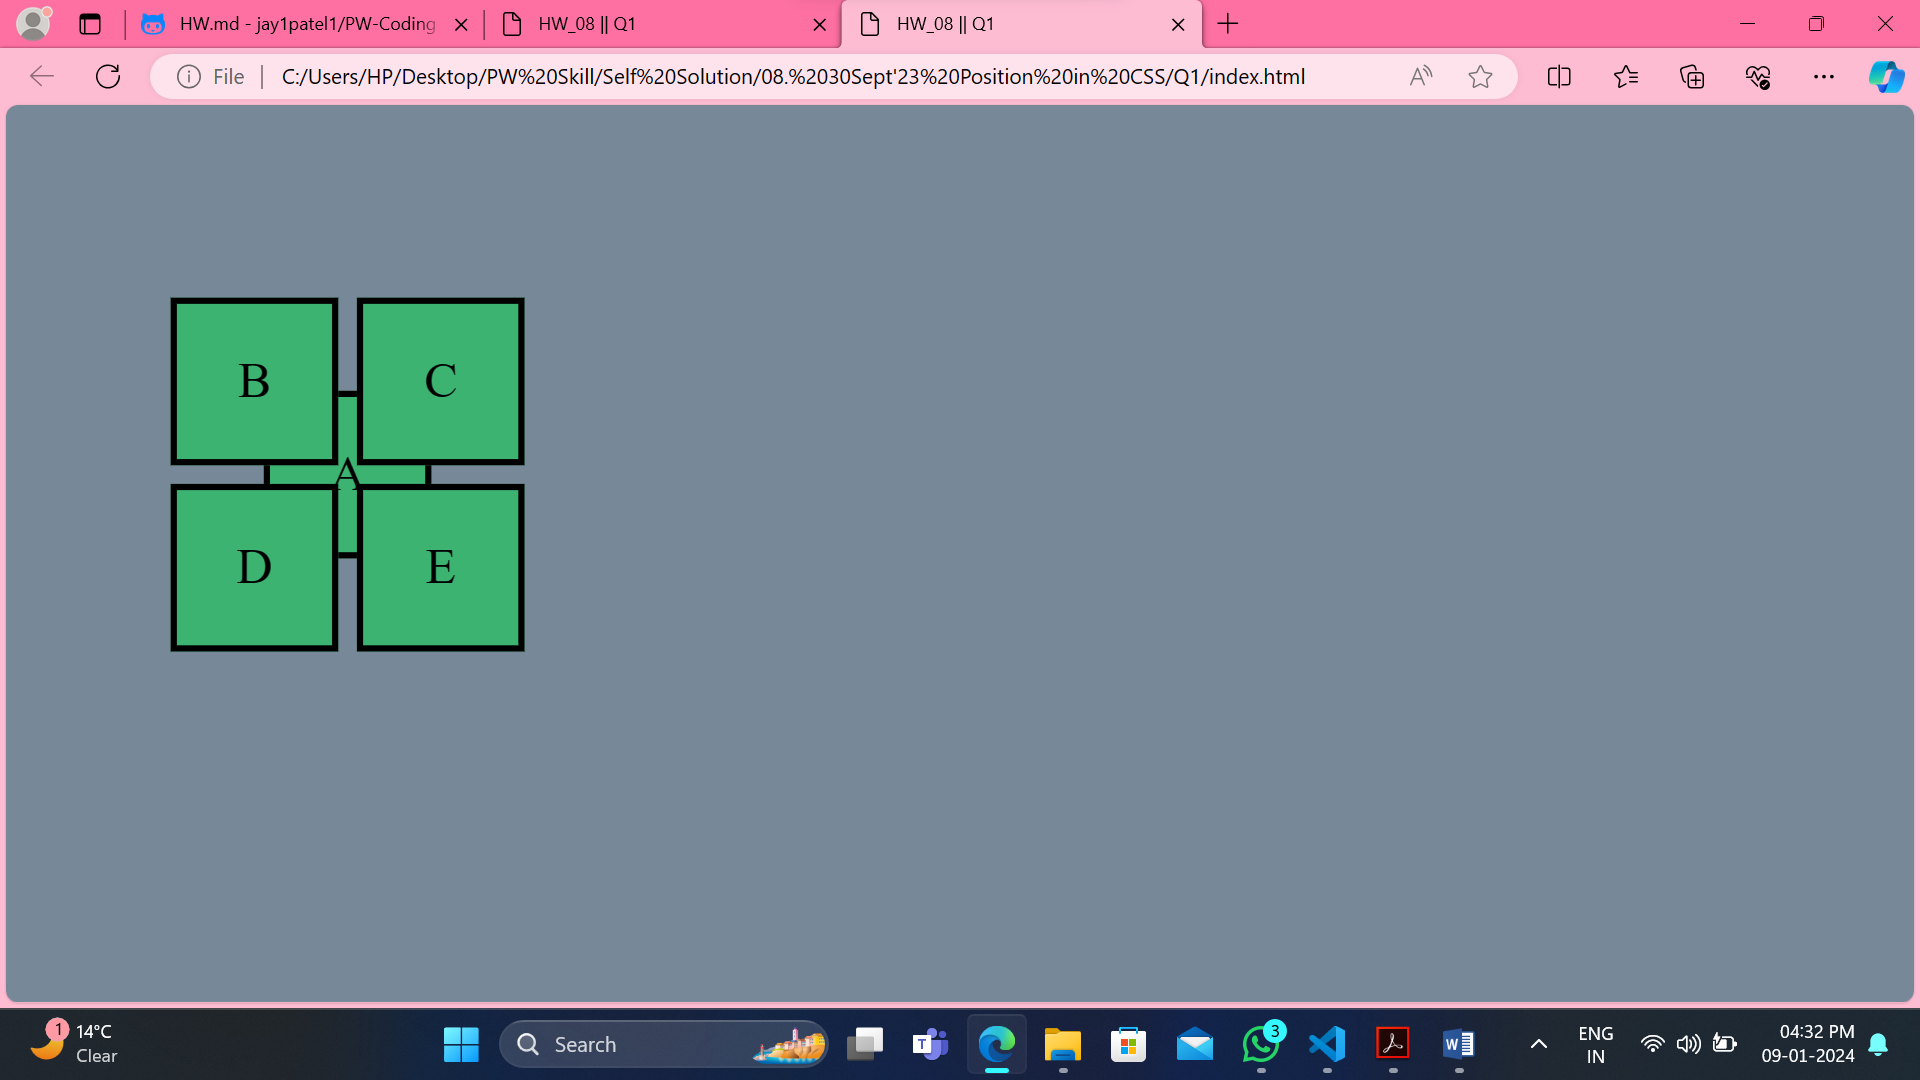 HW.md - jay1patel1/PW-Coding
HW_08 || Q1
HW_08 || Q1
File
C:/Users/HP/Desktop/PW%20Skill/Self%20Solution/08.%2030Sept'23%20Position%20in%20CSS/Q1/index.html
B
C
A
D
E
1
14°C
Clear
Search
T
3
W
ENG
IN
04:32 PM
09-01-2024